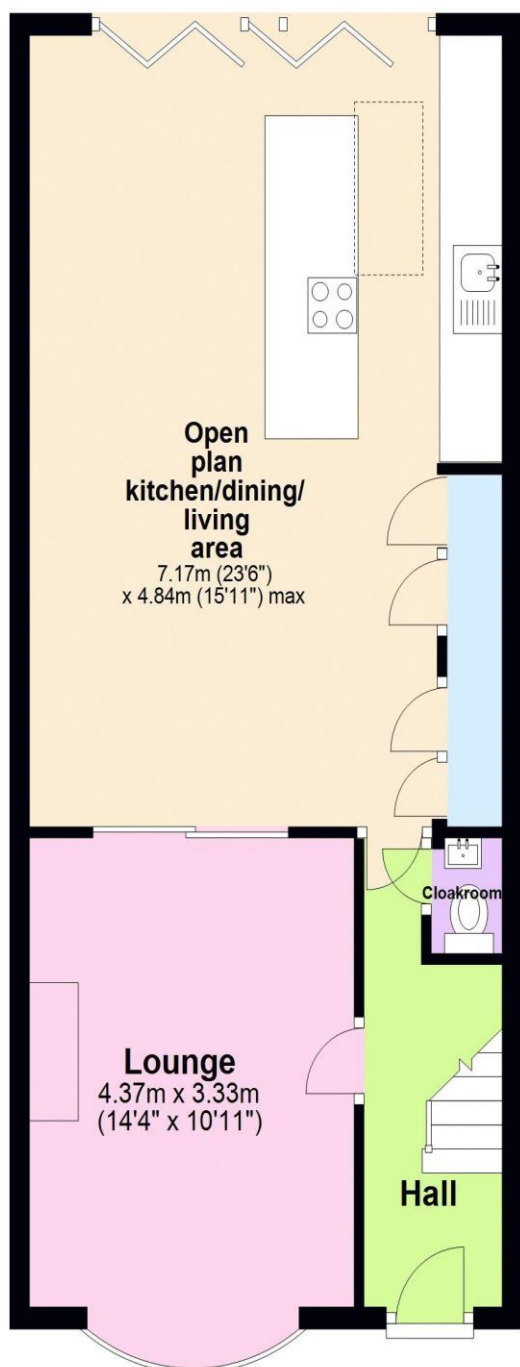 Open
plan
kitchen/dining/
living
area
7.17m (23'6")
x 4.84m (15'11") max
Cloakroom
Lounge
4.37m x 3.33m
(14'4" x 10'11")
Hall